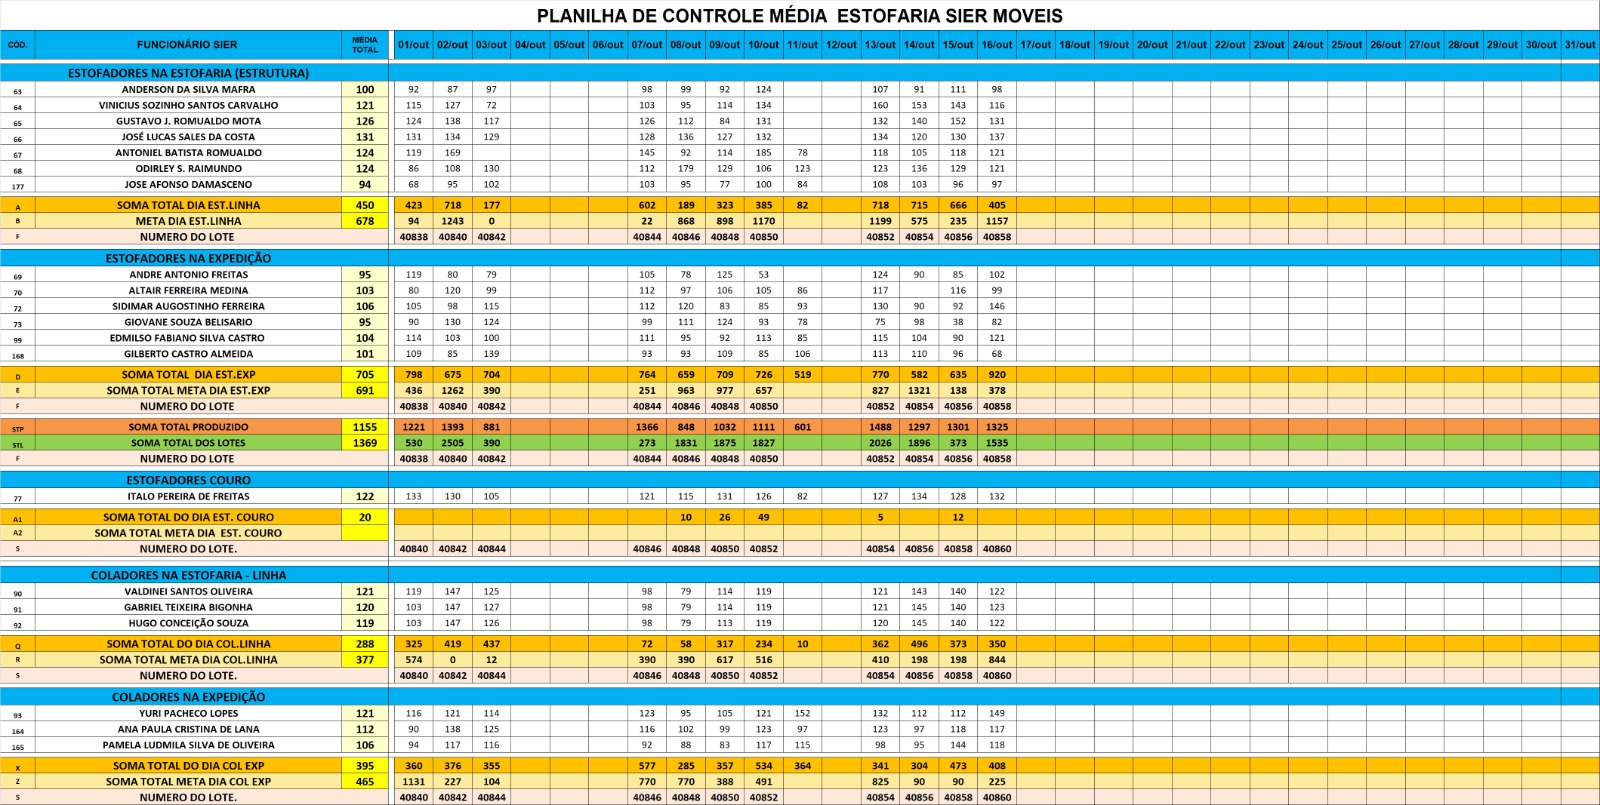 PLANILHA DE CONTROLE MÉDIA  ESTOFARIA SIER MOVEIS
CÓD. FUNCIONÁRIO SIER MÉDIA TOTAL 01/out 02/out 03/out 04/out 05/out 06/out 07/out 08/out 09/out 10/out 11/out 12/out 13/out 14/out 15/out 16/out 17/out 18/out 19/out 20/out 21/out 22/out 23/out 24/out 25/out 26/out 27/out 28/out 29/out 30/out 31/out
ESTOFADORES NA ESTOFARIA (ESTRUTURA)
63 ANDERSON DA SILVA MAFRA 100 92 87 97 98 99 92 124 107 91 111 98
64 VINICIUS SOZINHO SANTOS CARVALHO 121 115 127 72 103 95 114 134 160 153 143 116
65 GUSTAVO J. ROMUALDO MOTA 126 124 138 117 126 112 84 131 132 140 152 131
66 JOSÉ LUCAS SALES DA COSTA 131 131 134 129 128 136 127 132 134 120 130 137
67 ANTONIEL BATISTA ROMUALDO 124 119 169 145 92 114 185 78 118 105 118 121
68 ODIRLEY S. RAIMUNDO 124 86 108 130 112 179 129 106 123 123 136 129 121
177 JOSE AFONSO DAMASCENO 94 68 95 102 103 95 77 100 84 108 103 96 97
A SOMA TOTAL DIA EST.LINHA 450 423 718 177 602 189 323 385 82 718 715 666 405
B META DIA EST.LINHA 678 94 1243 0 22 868 898 1170 1199 575 235 1157
F NUMERO DO LOTE 40838 40840 40842 40844 40846 40848 40850 40852 40854 40856 40858
ESTOFADORES NA EXPEDIÇÃO
69 ANDRE ANTONIO FREITAS 95 119 80 79 105 78 125 53 124 90 85 102
70 ALTAIR FERREIRA MEDINA 103 80 120 99 112 97 106 105 86 117 116 99
72 SIDIMAR AUGOSTINHO FERREIRA 106 105 98 115 112 120 83 85 93 130 90 92 146
73 GIOVANE SOUZA BELISARIO 95 90 130 124 99 111 124 93 78 75 98 38 82
99 EDMILSO FABIANO SILVA CASTRO 104 114 103 100 111 95 92 113 85 115 104 90 121
168 GILBERTO CASTRO ALMEIDA 101 109 85 139 93 93 109 85 106 113 110 96 68
D SOMA TOTAL  DIA EST.EXP 705 798 675 704 764 659 709 726 519 770 582 635 920
E SOMA TOTAL META DIA EST.EXP 691 436 1262 390 251 963 977 657 827 1321 138 378
F NUMERO DO LOTE 40838 40840 40842 40844 40846 40848 40850 40852 40854 40856 40858
STP SOMA TOTAL PRODUZIDO 1155 1221 1393 881 1366 848 1032 1111 601 1488 1297 1301 1325
STL SOMA TOTAL DOS LOTES 1369 530 2505 390 273 1831 1875 1827 2026 1896 373 1535
F NUMERO DO LOTE 40838 40840 40842 40844 40846 40848 40850 40852 40854 40856 40858
ESTOFADORES COURO
77 ITALO PEREIRA DE FREITAS 122 133 130 105 121 115 131 126 82 127 134 128 132
A1 SOMA TOTAL DO DIA EST. COURO 20 10 26 49 5 12
A2 SOMA TOTAL META DIA  EST. COURO
S NUMERO DO LOTE. 40840 40842 40844 40846 40848 40850 40852 40854 40856 40858 40860
COLADORES NA ESTOFARIA - LINHA
90 VALDINEI SANTOS OLIVEIRA 121 119 147 125 98 79 114 119 121 143 140 122
91 GABRIEL TEIXEIRA BIGONHA 120 103 147 127 98 79 114 119 121 145 140 123
92 HUGO CONCEIÇÃO SOUZA 119 103 147 126 98 79 113 119 120 145 140 122
Q SOMA TOTAL DO DIA COL.LINHA 288 325 419 437 72 58 317 234 10 362 496 373 350
R SOMA TOTAL META DIA COL.LINHA 377 574 0 12 390 390 617 516 410 198 198 844
S NUMERO DO LOTE. 40840 40842 40844 40846 40848 40850 40852 40854 40856 40858 40860
COLADORES NA EXPEDIÇÃO
93 YURI PACHECO LOPES 121 116 121 114 123 95 105 121 152 132 112 112 149
164 ANA PAULA CRISTINA DE LANA 112 90 138 125 116 102 99 123 97 123 97 118 117
165 PAMELA LUDMILA SILVA DE OLIVEIRA 106 94 117 116 92 88 83 117 115 98 95 144 118
X SOMA TOTAL DO DIA COL EXP 395 360 376 355 577 285 357 534 364 341 304 473 408
Z SOMA TOTAL META DIA COL EXP 465 1131 227 104 770 770 388 491 825 90 90 225
S NUMERO DO LOTE. 40840 40842 40844 40846 40848 40850 40852 40854 40856 40858 40860